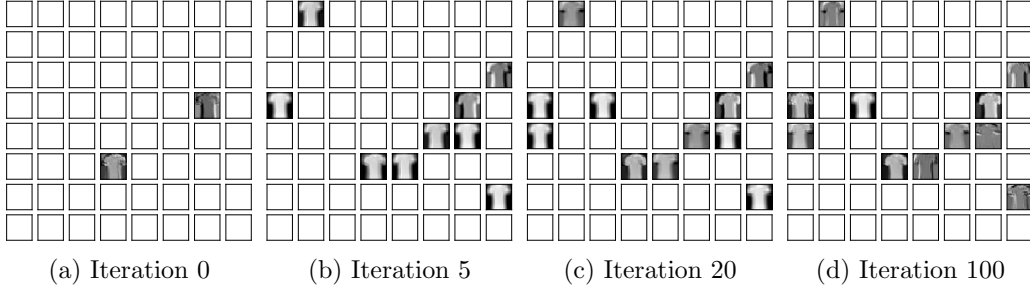 (a) Iteration 0
(b) Iteration 5
(c) Iteration 20
(d) Iteration 100